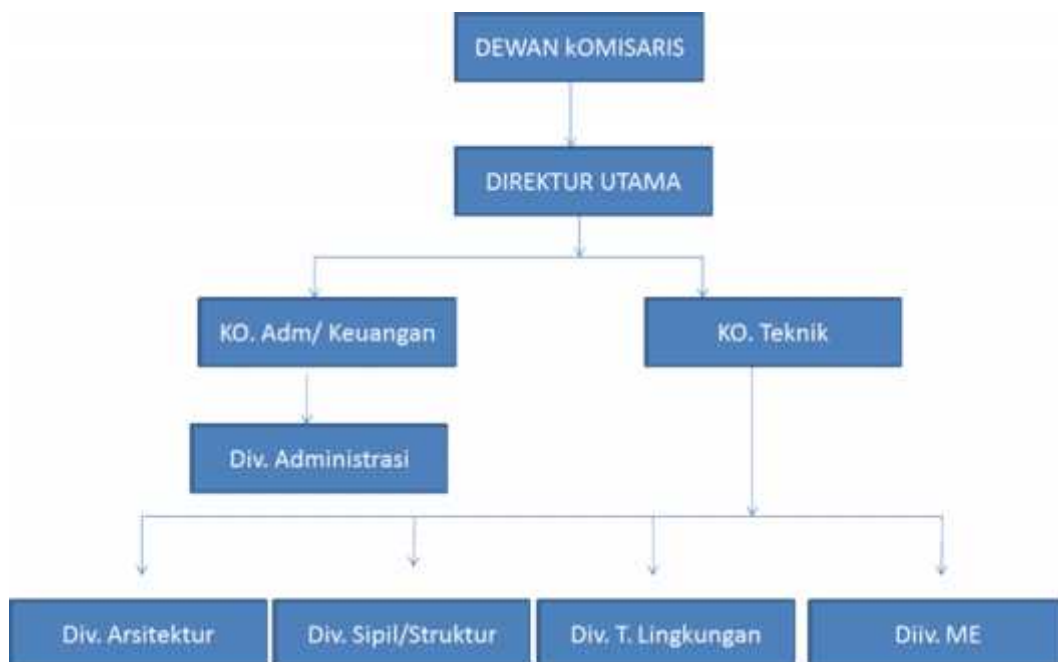 DEWAN kOMISARIS
DIREKTUR UTAMA
KO. Adm/ Keuangan
KO. Teknik
Div. Administrasi
Div. Arsitektur
Div. Sipil/Struktur
Div. T. Lingkungan
Diiv. ME